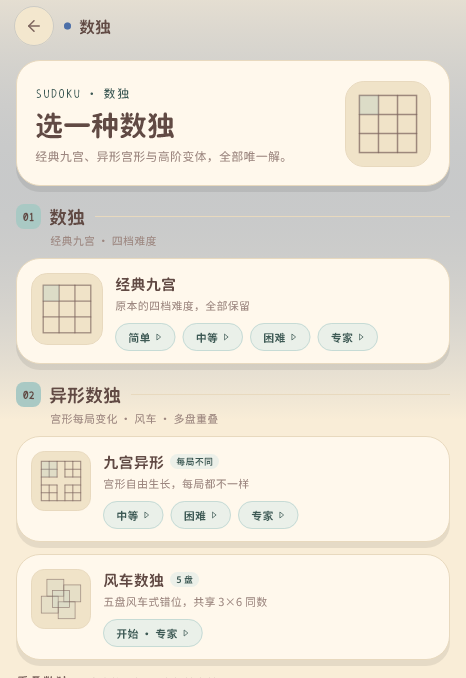 数独
SUDOKU • 数独
选一种数独
经典九宫、异形宫形与高阶变体，全部唯一解。
01 数独
经典九宫 • 四档难度
经典九宫
原本的四档难度，全部保留
简单 中等 困难 专家
02 异形数独
宫形每局变化 • 风车 • 多盘重叠
九宫异形 每局不同
宫形自由生长，每局都不一样
中等 困难 专家
风车数独 5 盘
五盘风车式错位，共享 3×6 同数
开始 • 专家